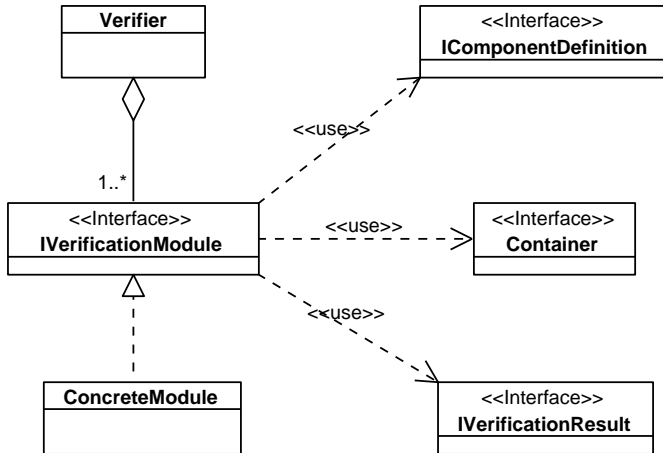 Verifier
<<Interface>>
IComponentDefinition
<<use>>
1..*
<<Interface>>
IVerificationModule
<<use>>
<<Interface>>
Container
<<use>>
ConcreteModule
<<Interface>>
IVerificationResult